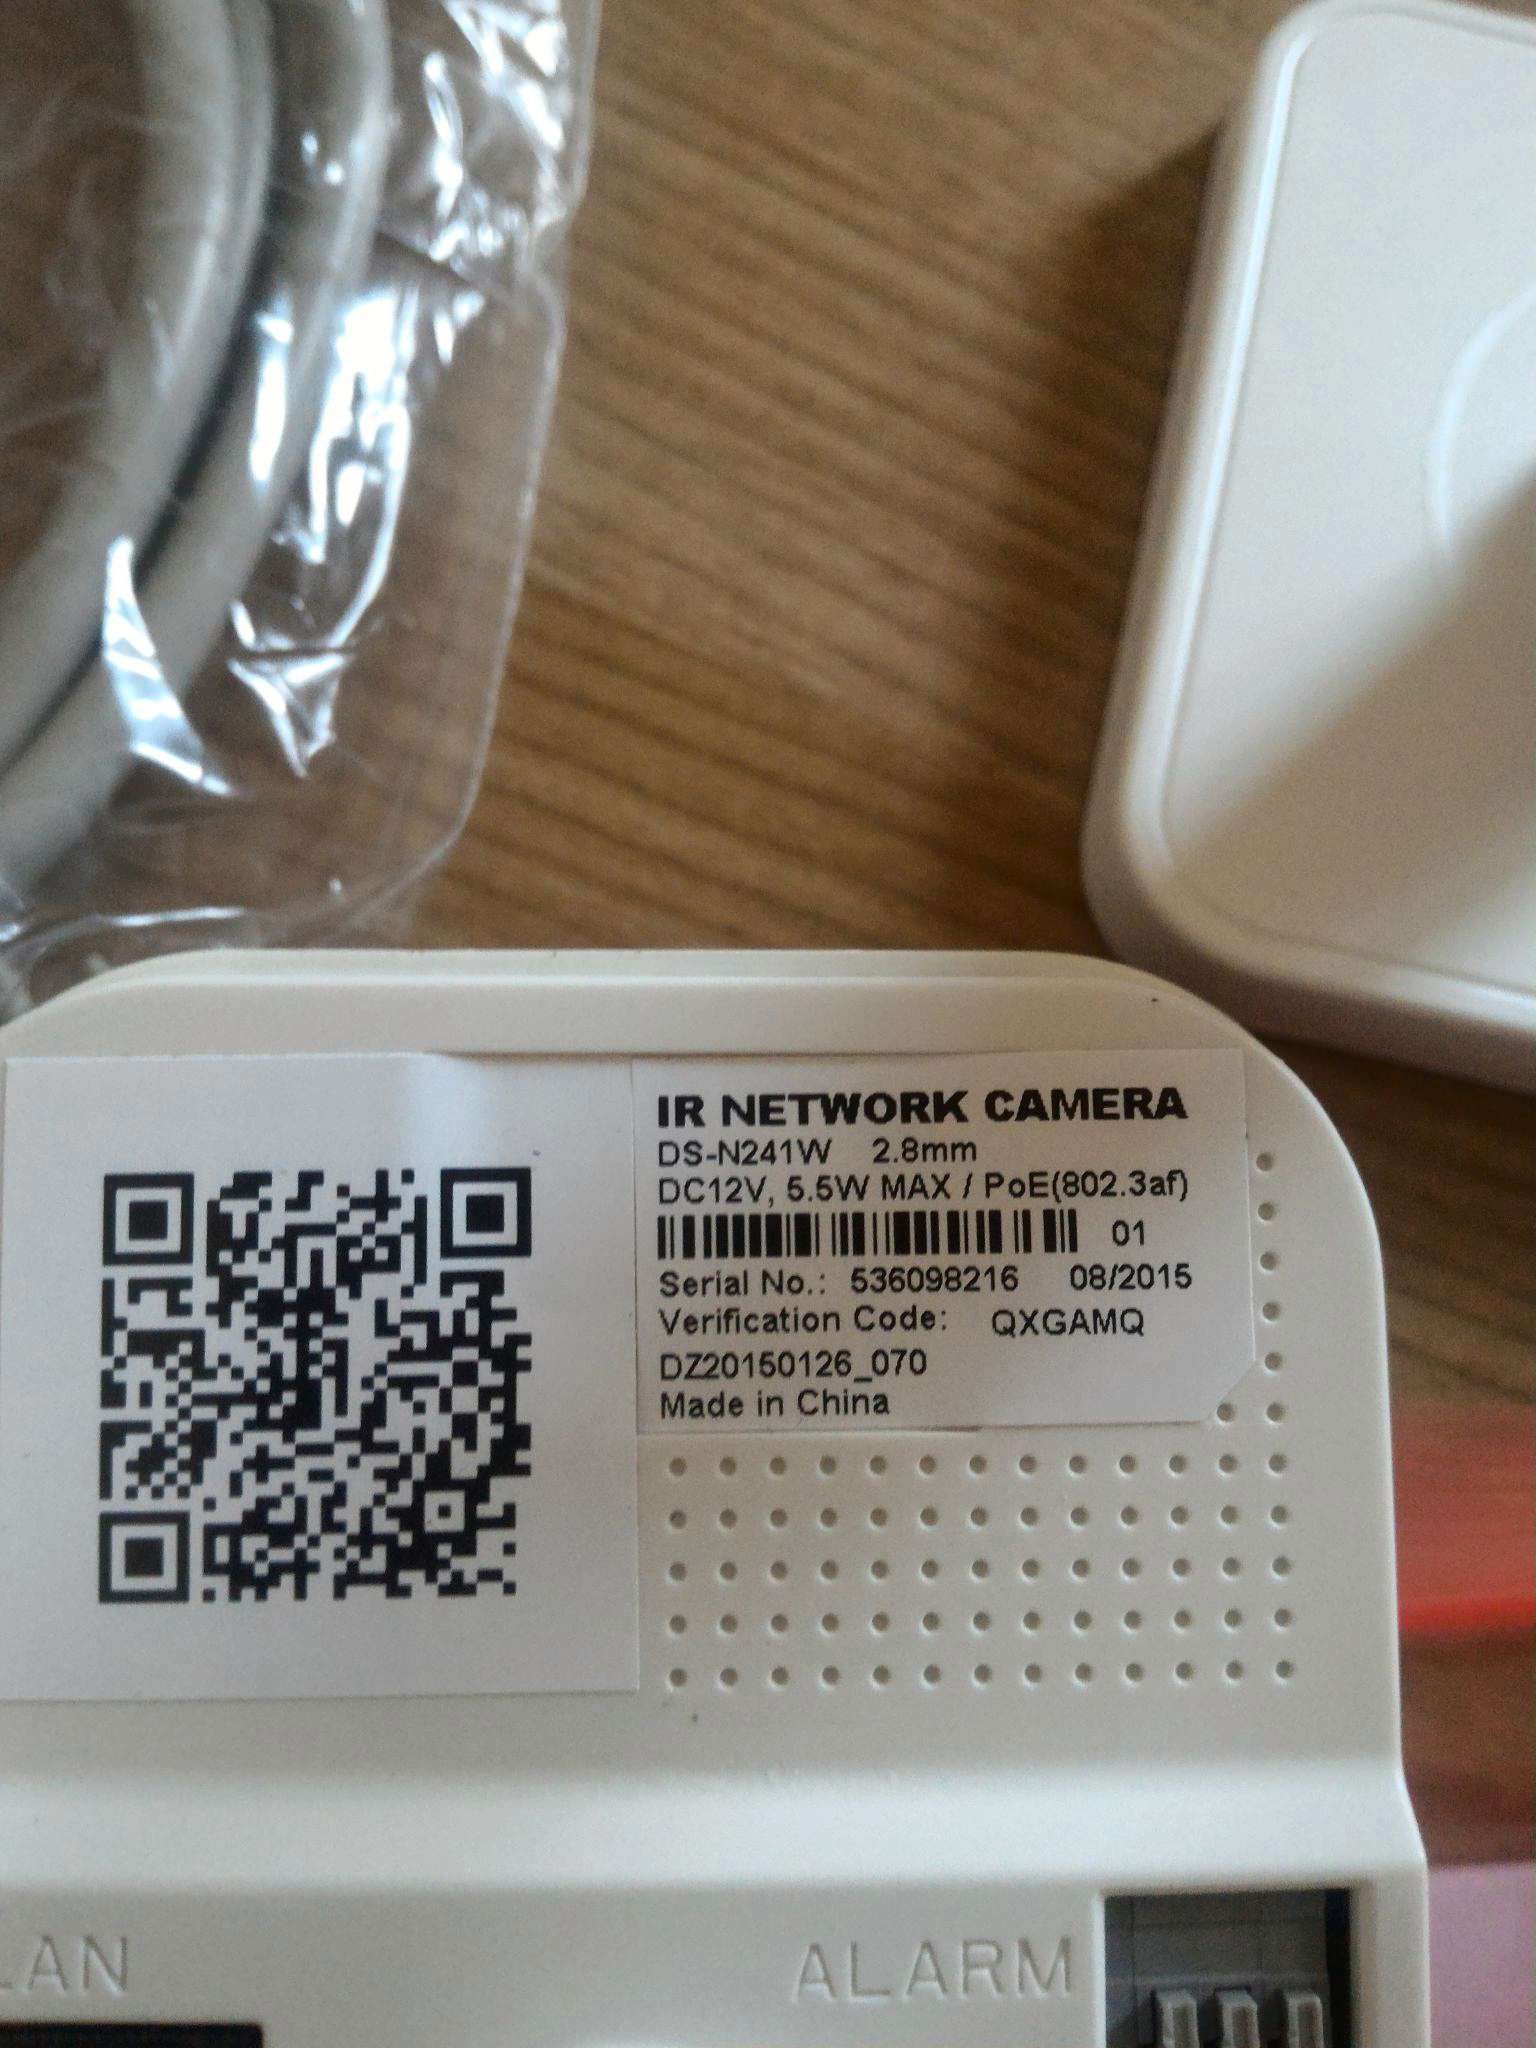 IR NETWORK CAMERA
DS-N241W 2.8mm
DC12V, 5.5W MAX / PoE(802.3af)
01
Serial No.: 536098216 08/2015
Verification Code: QXGAMQ
DZ20150126_070
Made in China
LAN ALARM